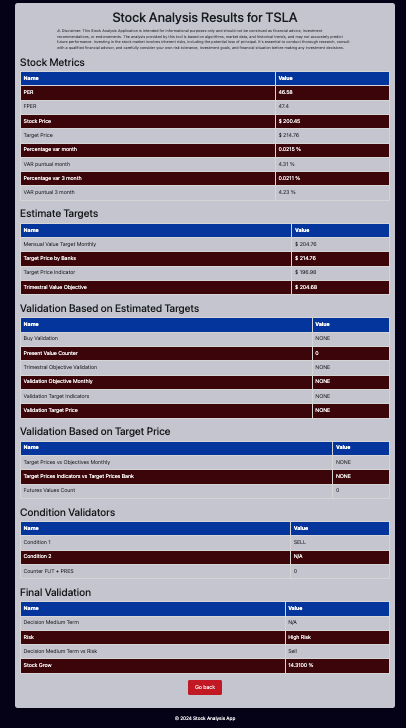 Stock Analysis Results for TSLA
⚠ Disclaimer: This Stock Analysis Application is intended for informational purposes only and should not be construed as financial advice, investment
recommendations, or endorsements. The analysis provided by this tool is based on algorithms, market data, and historical trends, and may not accurately predict
future performance. Investing in the stock market involves inherent risks, including the potential loss of principal. It's essential to conduct thorough research, consult
with a qualified financial advisor, and carefully consider your own risk tolerance, investment goals, and financial situation before making any investment decisions.
Stock Metrics
Name Value
PER 46.58
FPER 47.4
Stock Price $ 200.45
Target Price $ 214.76
Percentage var month 0.0215 %
VAR puntual month 4.31 %
Percentage var 3 month 0.0211 %
VAR puntual 3 month 4.23 %
Estimate Targets
Name Value
Mensual Value Target Monthly $ 204.76
Target Price by Banks $ 214.76
Target Price Indicator $ 198.98
Trimestral Value Objective $ 204.68
Validation Based on Estimated Targets
Name Value
Buy Validation NONE
Present Value Counter 0
Trimestral Objective Validation NONE
Validation Objective Monthly NONE
Validation Target Indicators NONE
Validation Target Price NONE
Validation Based on Target Price
Name Value
Target Prices vs Objectives Monthly NONE
Target Prices Indicators vs Target Prices Bank NONE
Futures Values Count 0
Condition Validators
Name Value
Condition 1 SELL
Condition 2 N/A
Counter FUT + PRES 0
Final Validation
Name Value
Decision Medium Term N/A
Risk High Risk
Decision Medium Term vs Risk Sell
Stock Grow 14.3100 %
Go back
© 2024 Stock Analysis App